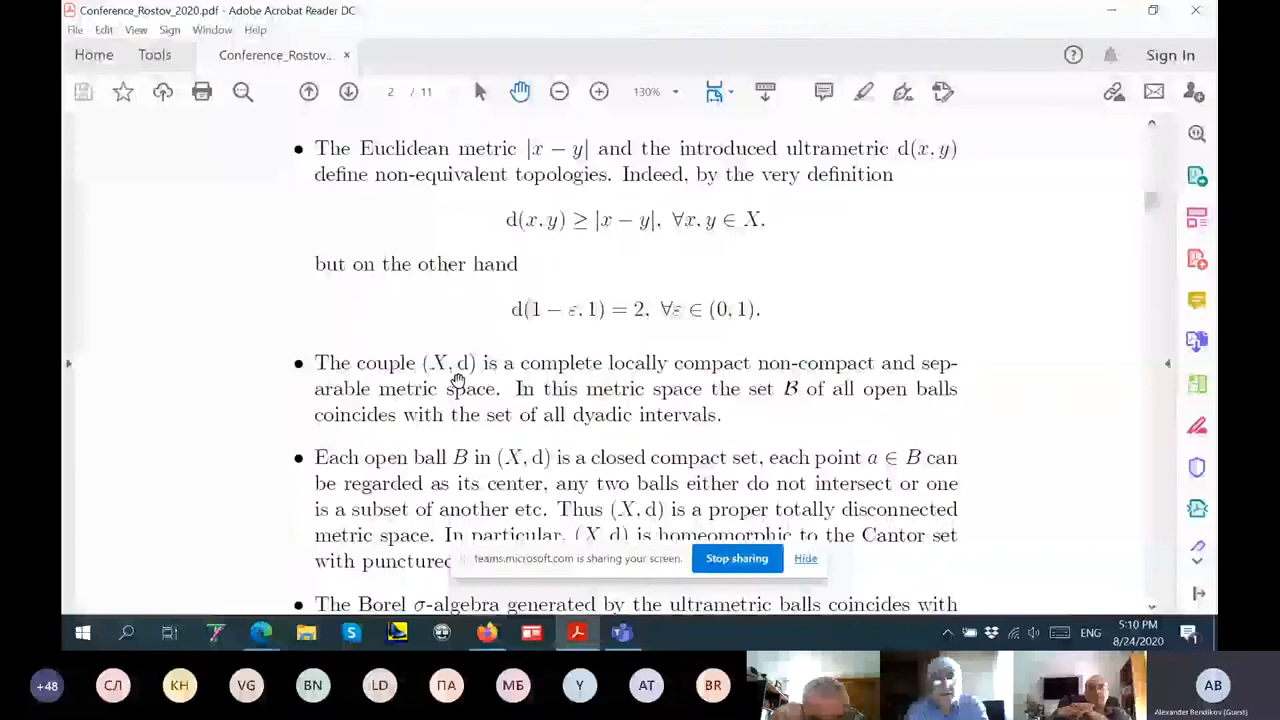 Conference_Rostov_2020.pdf - Adobe Acrobat Reader DC
File Edit View Sign Window Help
Home Tools Conference_Rostov... × Sign In
2 / 11 130%
• The Euclidean metric |x − y| and the introduced ultrametric d(x, y)
define non-equivalent topologies. Indeed, by the very definition
d(x, y) ≥ |x − y|, ∀x, y ∈ X.
but on the other hand
d(1 − ε, 1) = 2, ∀ε ∈ (0, 1).
• The couple (X, d) is a complete locally compact non-compact and sep-
arable metric space. In this metric space the set B of all open balls
coincides with the set of all dyadic intervals.
• Each open ball B in (X, d) is a closed compact set, each point a ∈ B can
be regarded as its center, any two balls either do not intersect or one
is a subset of another etc. Thus (X, d) is a proper totally disconnected
metric space. In particular, (X, d) is homeomorphic to the Cantor set
with punctured
teams.microsoft.com is sharing your screen. Stop sharing Hide
• The Borel σ-algebra generated by the ultrametric balls coincides with
ENG 5:10 PM
8/24/2020
+48 СЛ КН VG BN LD ПА МБ Y AT BR AB
Alexander Bendikov (Guest)